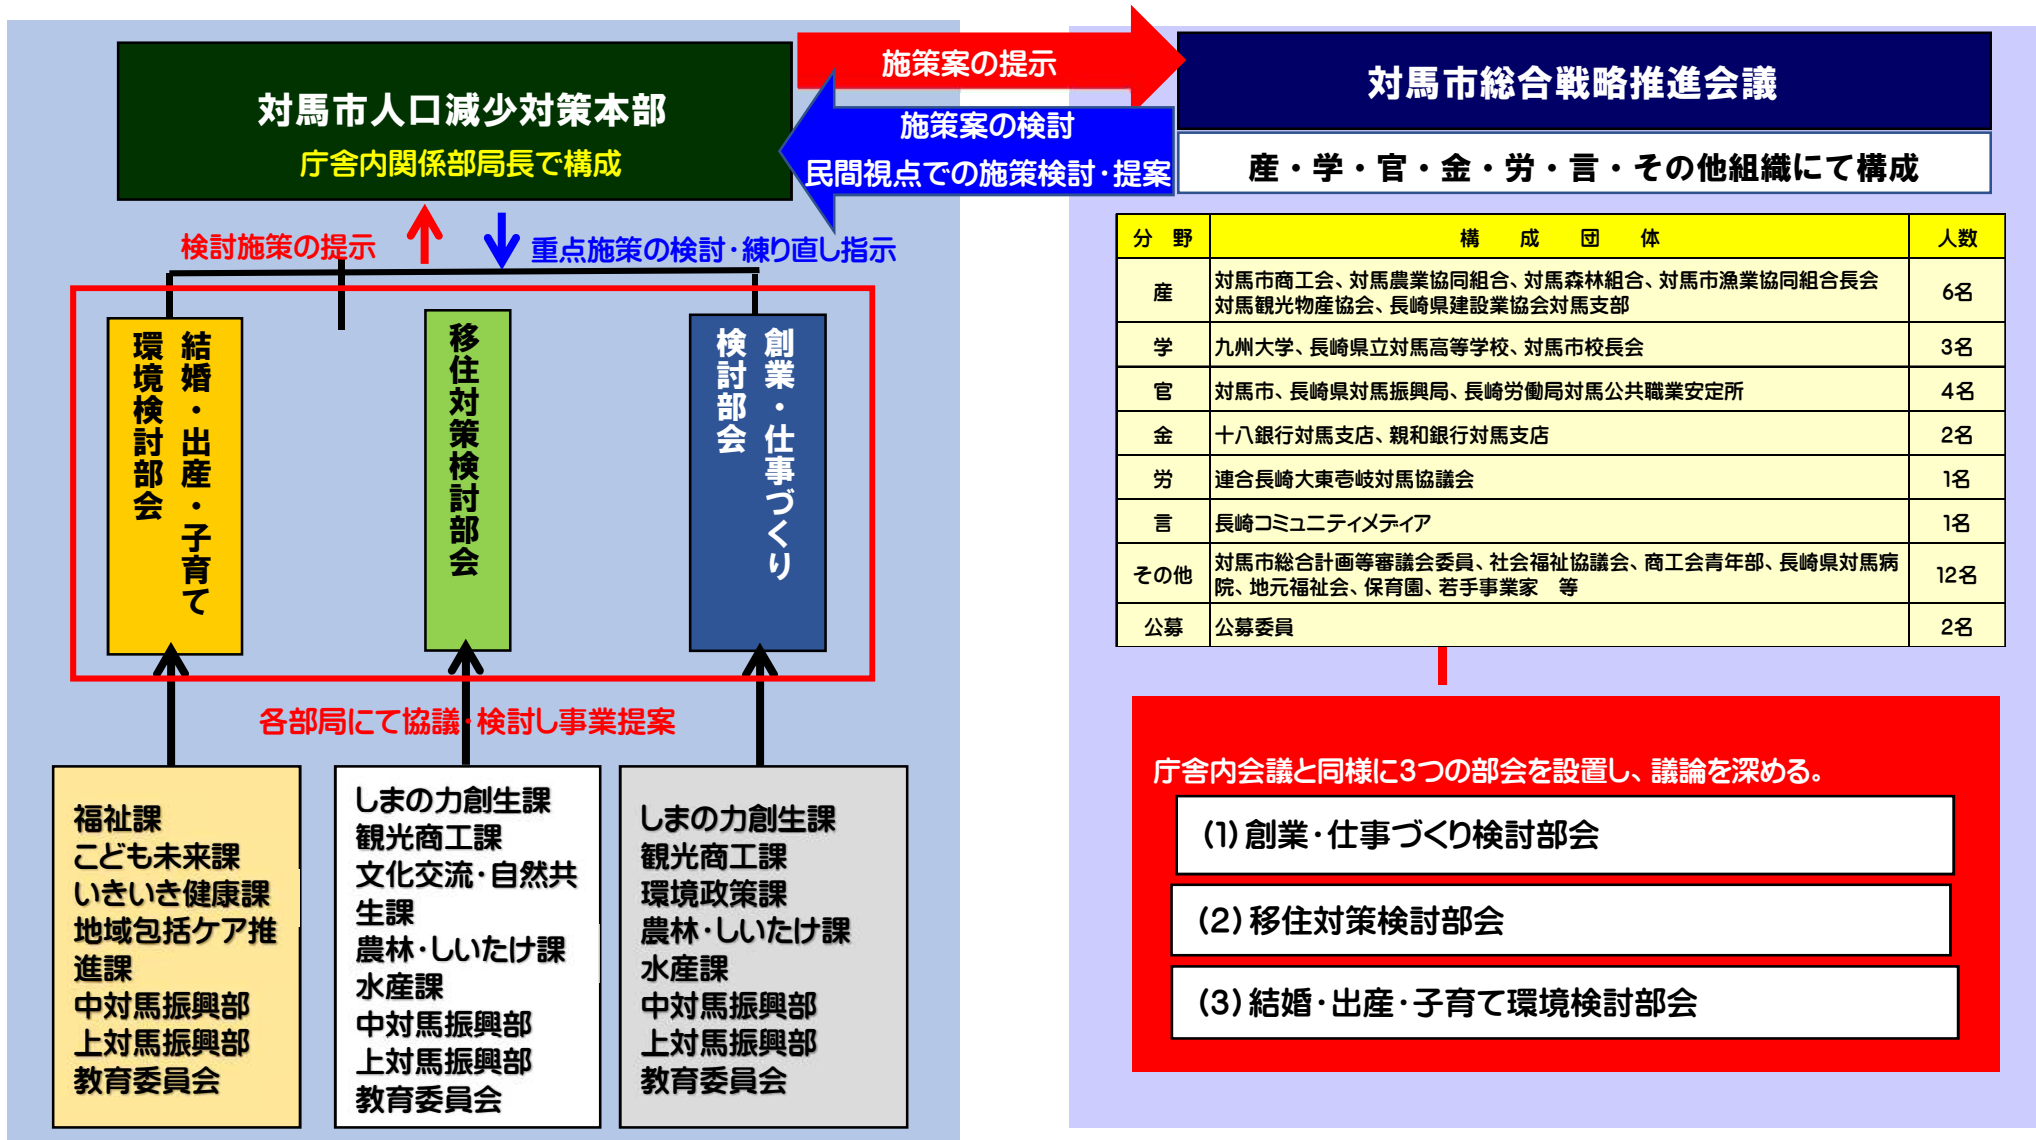 対馬市人口減少対策本部
庁舎内関係部局長で構成
施策案の提示
施策案の検討
民間視点での施策検討・提案
検討施策の提示
重点施策の検討・練り直し指示
結婚・出産・子育て
環境検討部会
移住対策検討部会
創業・仕事づくり
検討部会
各部局にて協議・検討し事業提案
福祉課
こども未来課
いきいき健康課
地域包括ケア推
進課
中対馬振興部
上対馬振興部
教育委員会
しまの力創生課
観光商工課
文化交流・自然共
生課
農林・しいたけ課
水産課
中対馬振興部
上対馬振興部
教育委員会
しまの力創生課
観光商工課
環境政策課
農林・しいたけ課
水産課
中対馬振興部
上対馬振興部
教育委員会
対馬市総合戦略推進会議
産・学・官・金・労・言・その他組織にて構成
分 野 構 成 団 体 人数
産 対馬市商工会、対馬農業協同組合、対馬森林組合、対馬市漁業協同組合長会 6名
対馬観光物産協会、長崎県建設業協会対馬支部
学 九州大学、長崎県立対馬高等学校、対馬市校長会 3名
官 対馬市、長崎県対馬振興局、長崎労働局対馬公共職業安定所 4名
金 十八銀行対馬支店、親和銀行対馬支店 2名
労 連合長崎大東壱岐対馬協議会 1名
言 長崎コミュニティメディア 1名
その他 対馬市総合計画等審議会委員、社会福祉協議会、商工会青年部、長崎県対馬病 12名
院、地元福祉会、保育園、若手事業家 等
公募 公募委員 2名
庁舎内会議と同様に3つの部会を設置し、議論を深める。
(1)創業・仕事づくり検討部会
(2)移住対策検討部会
(3)結婚・出産・子育て環境検討部会